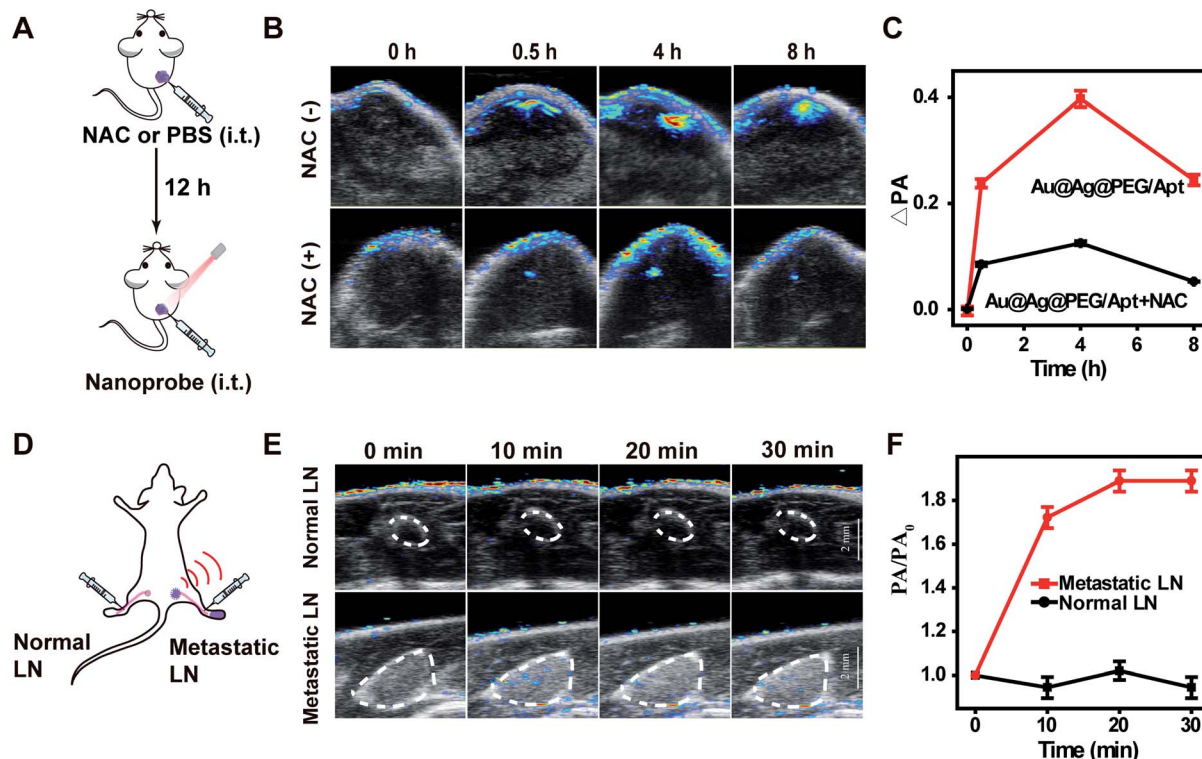 A
NAC or PBS (i.t.)
12 h
Nanoprobe (i.t.)
B
0 h 0.5 h 4 h 8 h
NAC (-)
NAC (+)
C
0.4
0.2
0.0
△PA
Au@Ag@PEG/Apt
Au@Ag@PEG/Apt+NAC
0 2 4 6 8
Time (h)
D
Normal
LN
Metastatic
LN
E
0 min 10 min 20 min 30 min
Normal LN
2 mm
Metastatic LN
2 mm
F
1.8
1.6
1.4
1.2
1.0
PA/PA0
Metastatic LN
Normal LN
0 10 20 30
Time (min)